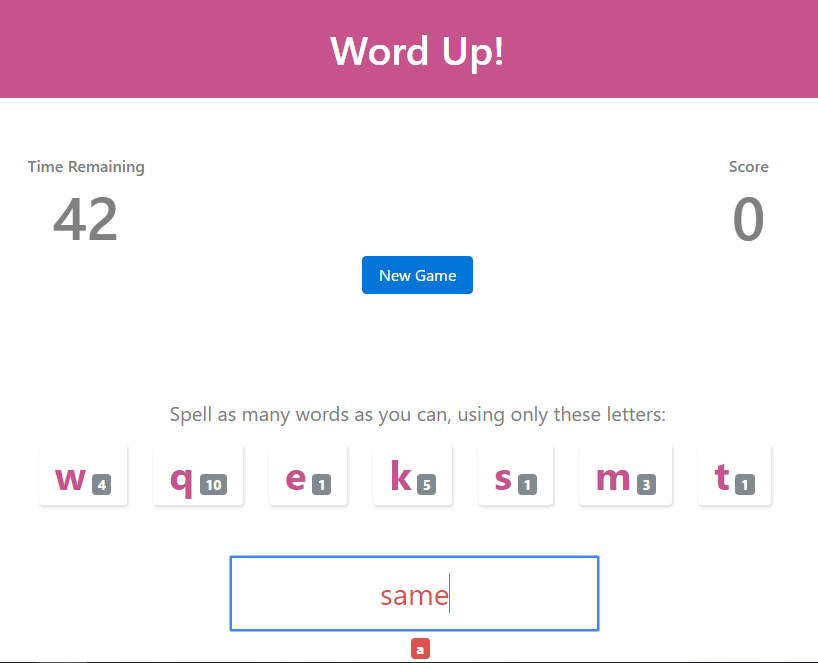 Word Up!
Time Remaining
Score
42
0
New Game
Spell as many words as you can, using only these letters:
w 4 q 10 e 1 k 5 s 1 m 3 t 1
same
a